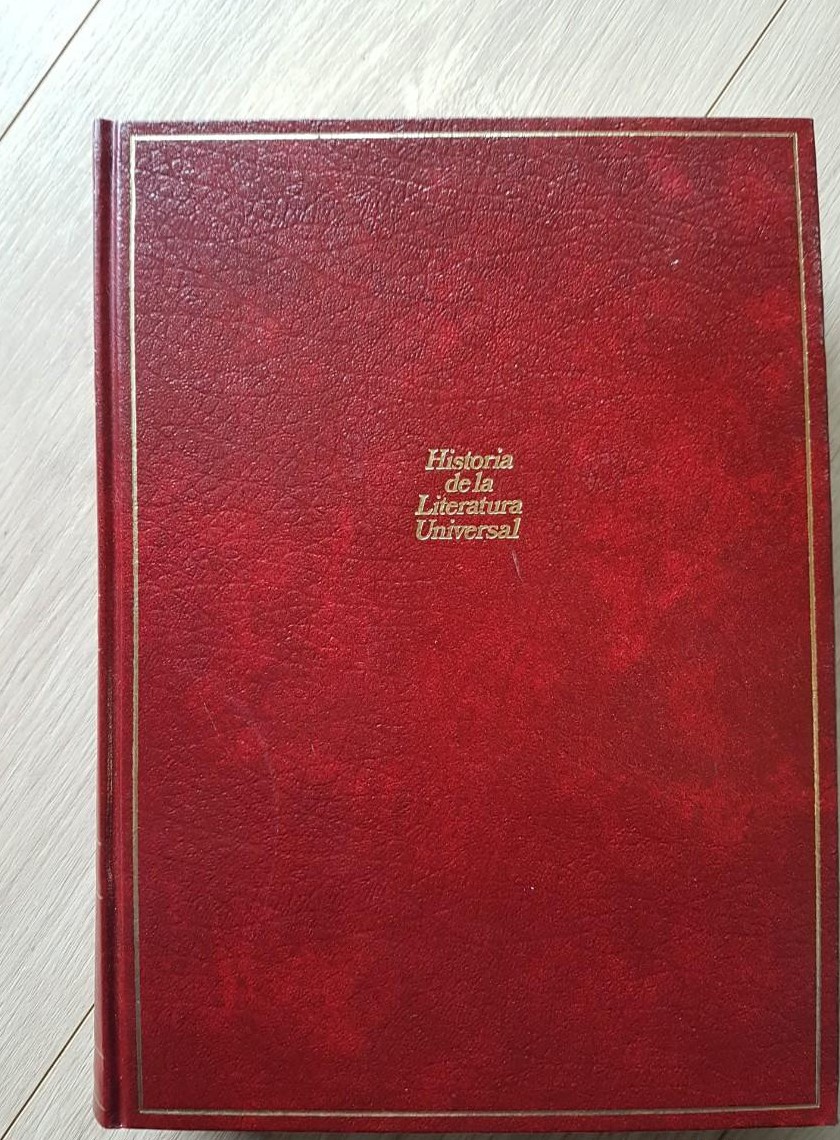 Historia
de la
Literatura
Universal